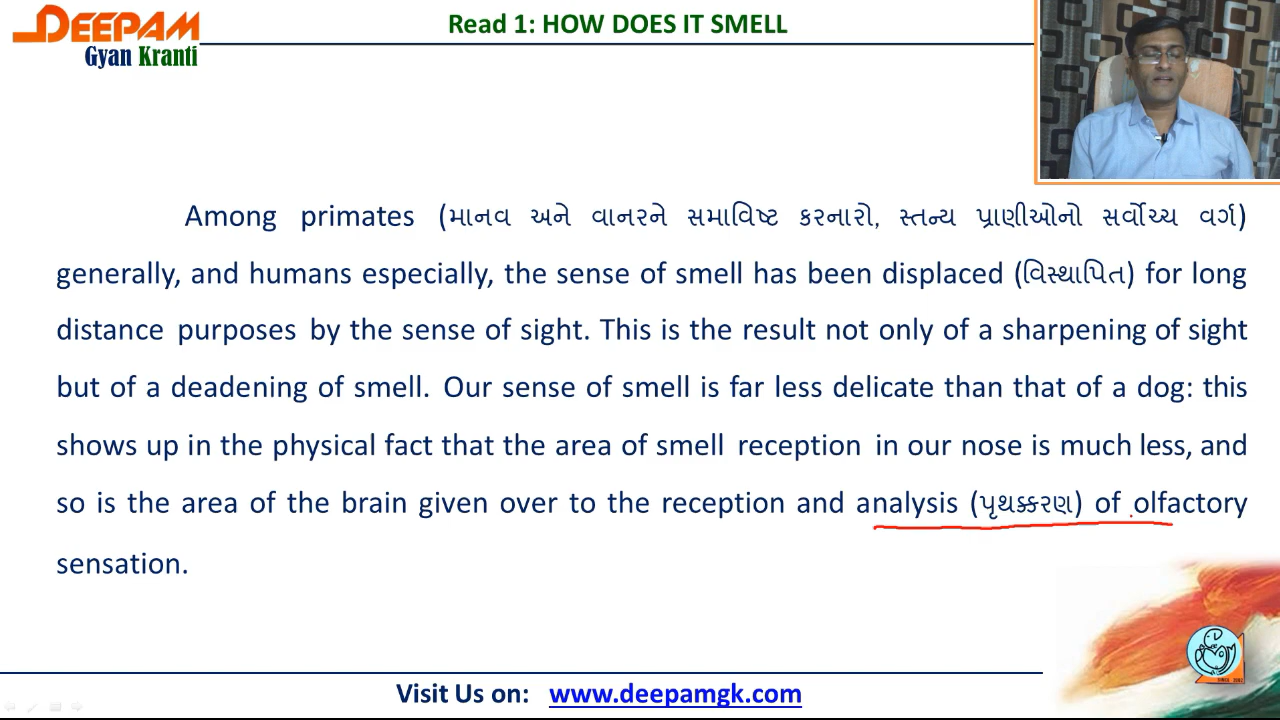 DEEPAM
Gyan Kranti
Read 1: HOW DOES IT SMELL
Among primates (માનવ અને વાનરને સમાવિષ્ટ કરનારો, સ્તન્ય પ્રાણીઓનો સર્વોચ્ચ વર્ગ)
generally, and humans especially, the sense of smell has been displaced (વિસ્થાપિત) for long
distance purposes by the sense of sight. This is the result not only of a sharpening of sight
but of a deadening of smell. Our sense of smell is far less delicate than that of a dog: this
shows up in the physical fact that the area of smell reception in our nose is much less, and
so is the area of the brain given over to the reception and analysis (પૃથક્કરણ) of olfactory
sensation.
Visit Us on: www.deepamgk.com